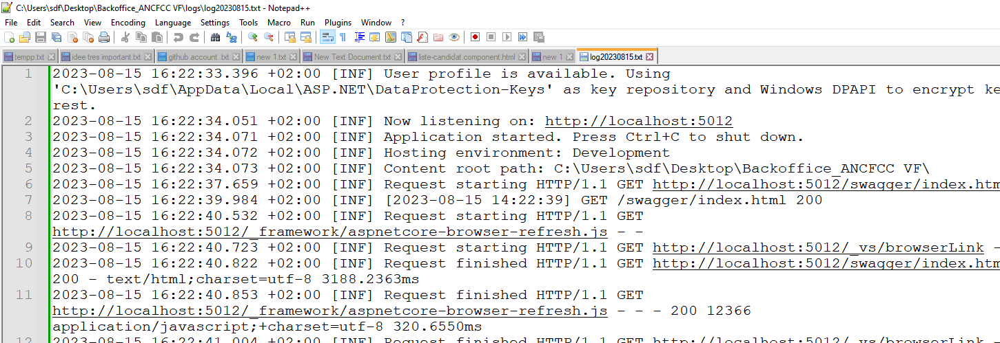 C:\Users\sdf\Desktop\Backoffice_ANCFCC VF\logs\log20230815.txt - Notepad++
File Edit Search View Encoding Language Settings Tools Macro Run Plugins Window ?
tempp.txt idee tres important.txt github account .txt new 1.txt New Text Document.txt liste-candidat.component.html new 1 log20230815.txt
1 2023-08-15 16:22:33.396 +02:00 [INF] User profile is available. Using
'C:\Users\sdf\AppData\Local\ASP.NET\DataProtection-Keys' as key repository and Windows DPAPI to encrypt ke
rest.
2 2023-08-15 16:22:34.051 +02:00 [INF] Now listening on: http://localhost:5012
3 2023-08-15 16:22:34.071 +02:00 [INF] Application started. Press Ctrl+C to shut down.
4 2023-08-15 16:22:34.072 +02:00 [INF] Hosting environment: Development
5 2023-08-15 16:22:34.073 +02:00 [INF] Content root path: C:\Users\sdf\Desktop\Backoffice_ANCFCC VF\
6 2023-08-15 16:22:37.659 +02:00 [INF] Request starting HTTP/1.1 GET http://localhost:5012/swagger/index.htm
7 2023-08-15 16:22:39.984 +02:00 [INF] [2023-08-15 14:22:39] GET /swagger/index.html 200
8 2023-08-15 16:22:40.532 +02:00 [INF] Request starting HTTP/1.1 GET
http://localhost:5012/_framework/aspnetcore-browser-refresh.js - -
9 2023-08-15 16:22:40.723 +02:00 [INF] Request starting HTTP/1.1 GET http://localhost:5012/_vs/browserLink -
10 2023-08-15 16:22:40.822 +02:00 [INF] Request finished HTTP/1.1 GET http://localhost:5012/swagger/index.htm
200 - text/html;charset=utf-8 3188.2363ms
11 2023-08-15 16:22:40.853 +02:00 [INF] Request finished HTTP/1.1 GET
http://localhost:5012/_framework/aspnetcore-browser-refresh.js - - - 200 12366
application/javascript;+charset=utf-8 320.6550ms
12 2023-08-15 16:22:41.004 +02:00 [INF] Request finished HTTP/1.1 GET http://localhost:5012/_vs/browserLink -